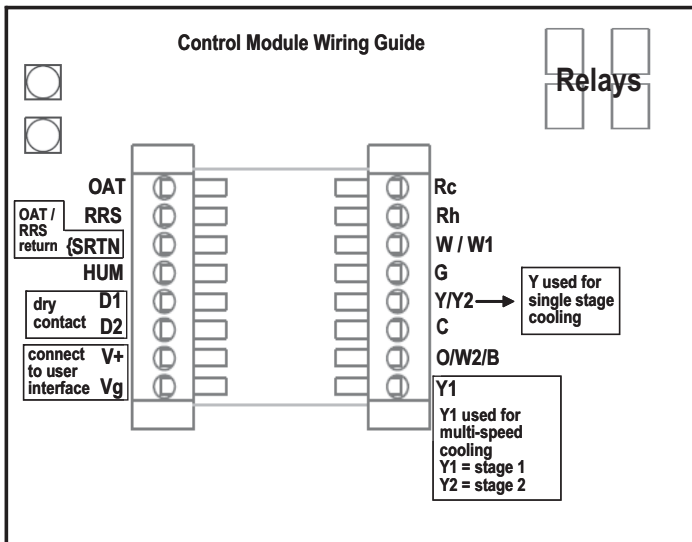 Control Module Wiring Guide
Relays
OAT
OAT /
RRS
return
RRS
{SRTN
HUM
dry
contact
D1
D2
connect
to user
interface
V+
Vg
Rc
Rh
W / W1
G
Y/Y2
Y used for
single stage
cooling
C
O/W2/B
Y1
Y1 used for
multi-speed
cooling
Y1 = stage 1
Y2 = stage 2